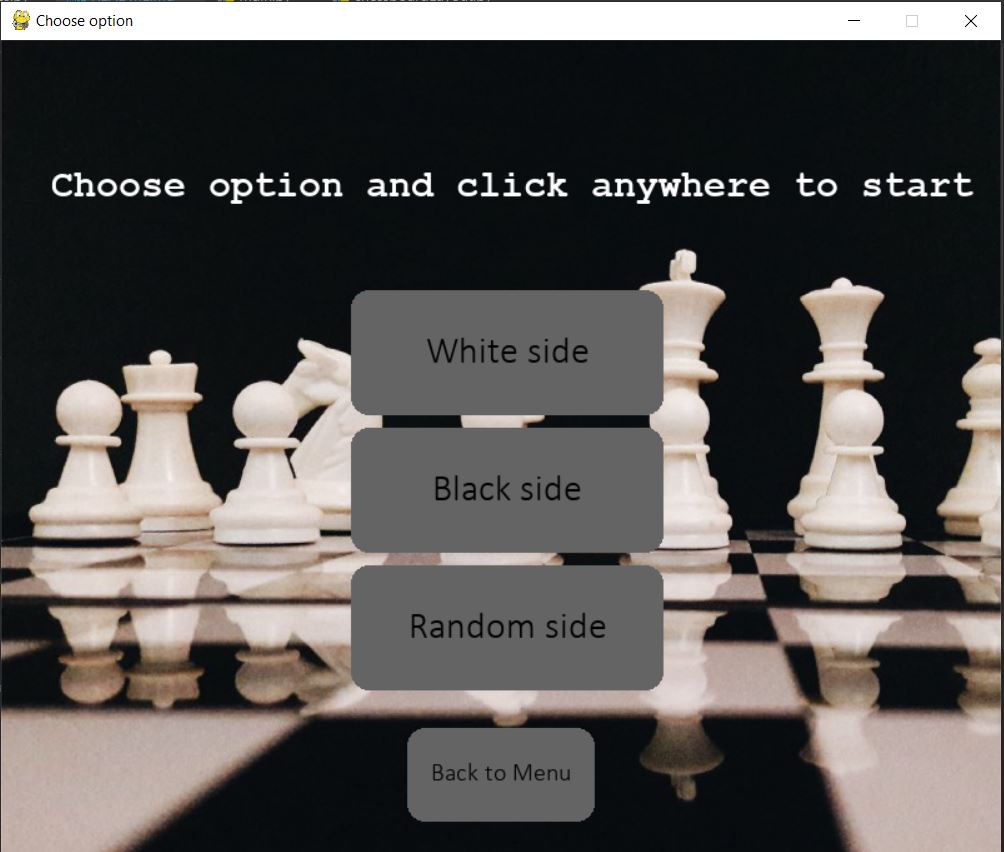 Choose option
Choose option and click anywhere to start
White side
Black side
Random side
Back to Menu